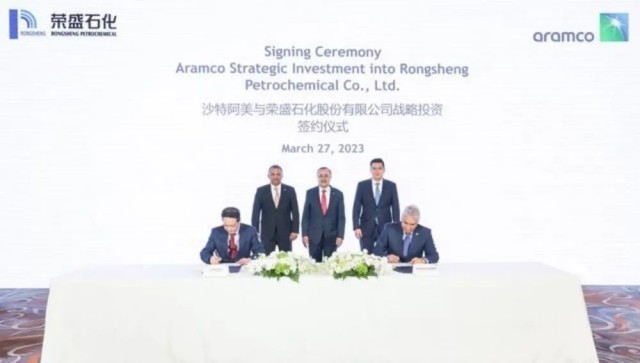 荣盛石化
RONGSHENG RONGSHENG PETROCHEMICAL
aramco
Signing Ceremony
Aramco Strategic Investment into Rongsheng
Petrochemical Co., Ltd.
沙特阿美与荣盛石化股份有限公司战略投资
签约仪式
March 27, 2023